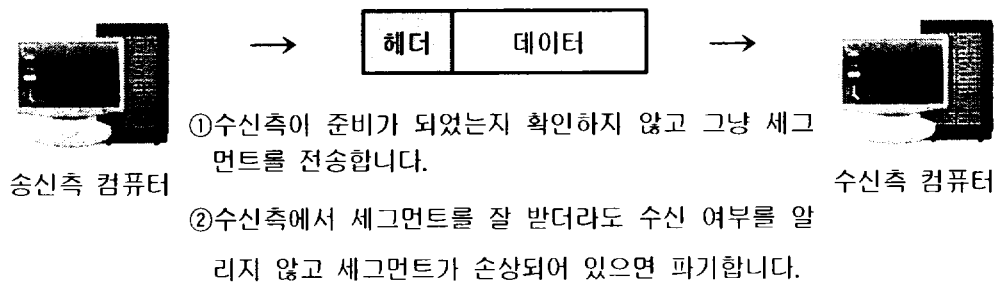 헤더 데이터
①수신측이 준비가 되었는지 확인하지 않고 그냥 세그
먼트를 전송합니다.
송신측 컴퓨터
수신측 컴퓨터
②수신측에서 세그먼트를 잘 받더라도 수신 여부를 알
리지 않고 세그먼트가 손상되어 있으면 파기합니다.